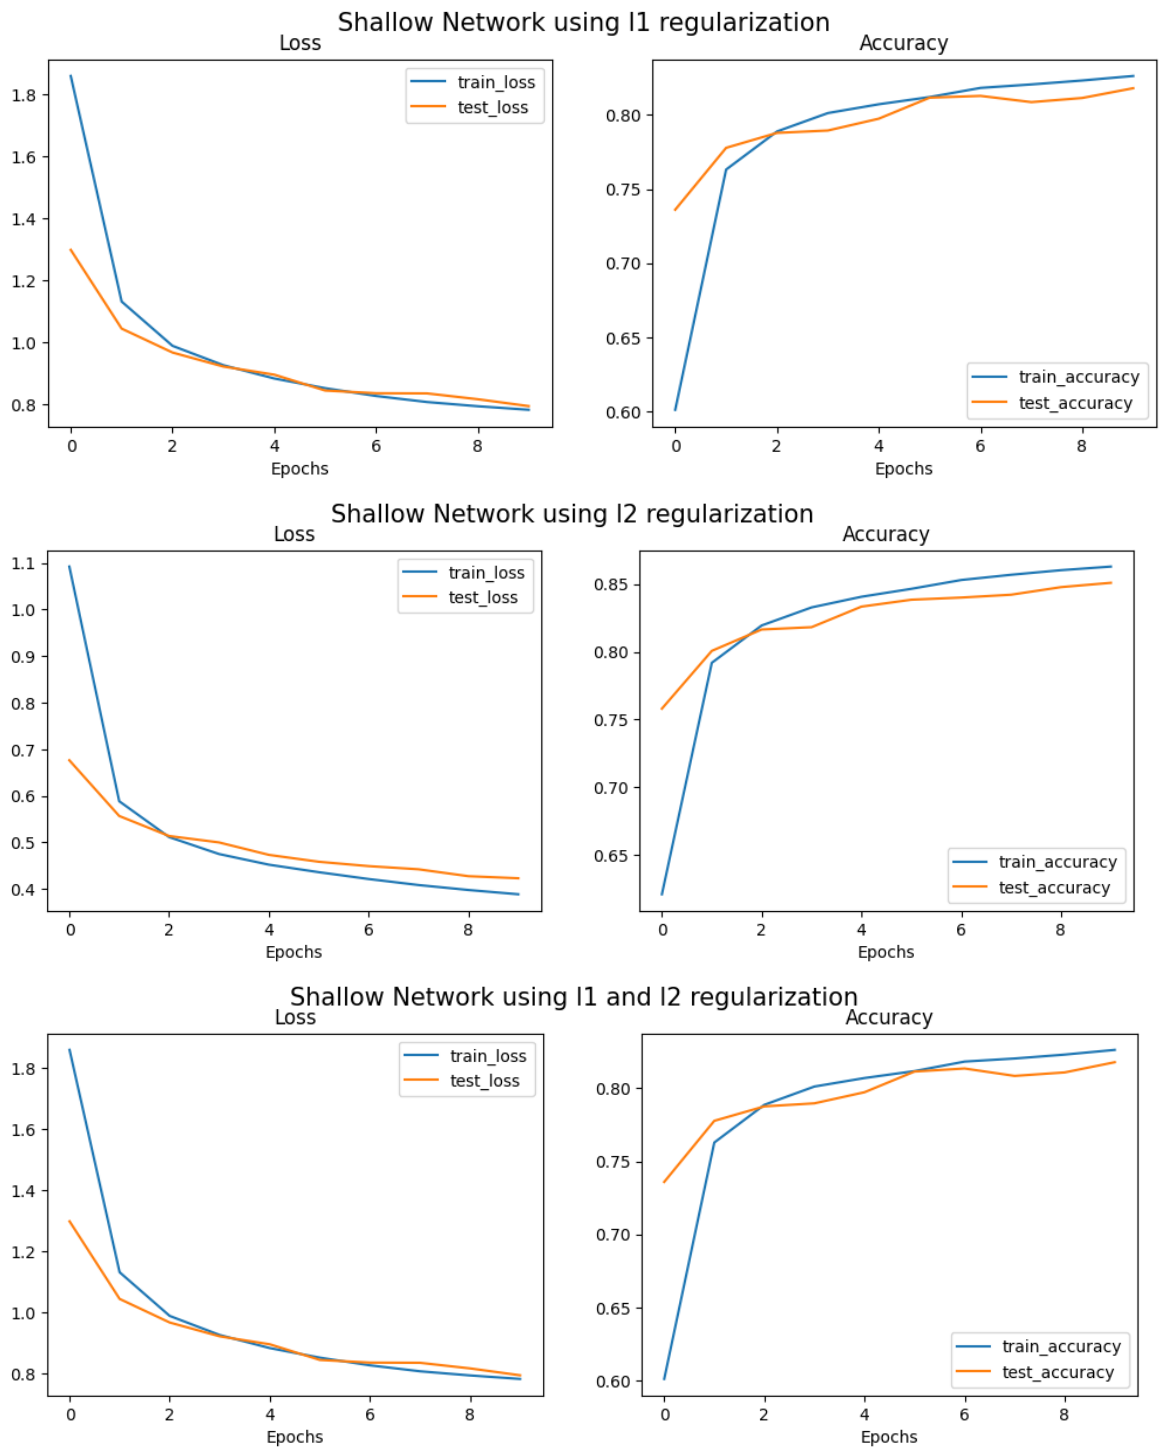 Shallow Network using l1 regularization
Loss
train_loss
test_loss
1.8
1.6
1.4
1.2
1.0
0.8
0 2 4 6 8
Epochs
Accuracy
0.80
0.75
0.70
0.65
0.60
train_accuracy
test_accuracy
0 2 4 6 8
Epochs
Shallow Network using l2 regularization
Loss
train_loss
test_loss
1.1
1.0
0.9
0.8
0.7
0.6
0.5
0.4
0 2 4 6 8
Epochs
Accuracy
0.85
0.80
0.75
0.70
0.65
train_accuracy
test_accuracy
0 2 4 6 8
Epochs
Shallow Network using l1 and l2 regularization
Loss
train_loss
test_loss
1.8
1.6
1.4
1.2
1.0
0.8
0 2 4 6 8
Epochs
Accuracy
0.80
0.75
0.70
0.65
0.60
train_accuracy
test_accuracy
0 2 4 6 8
Epochs